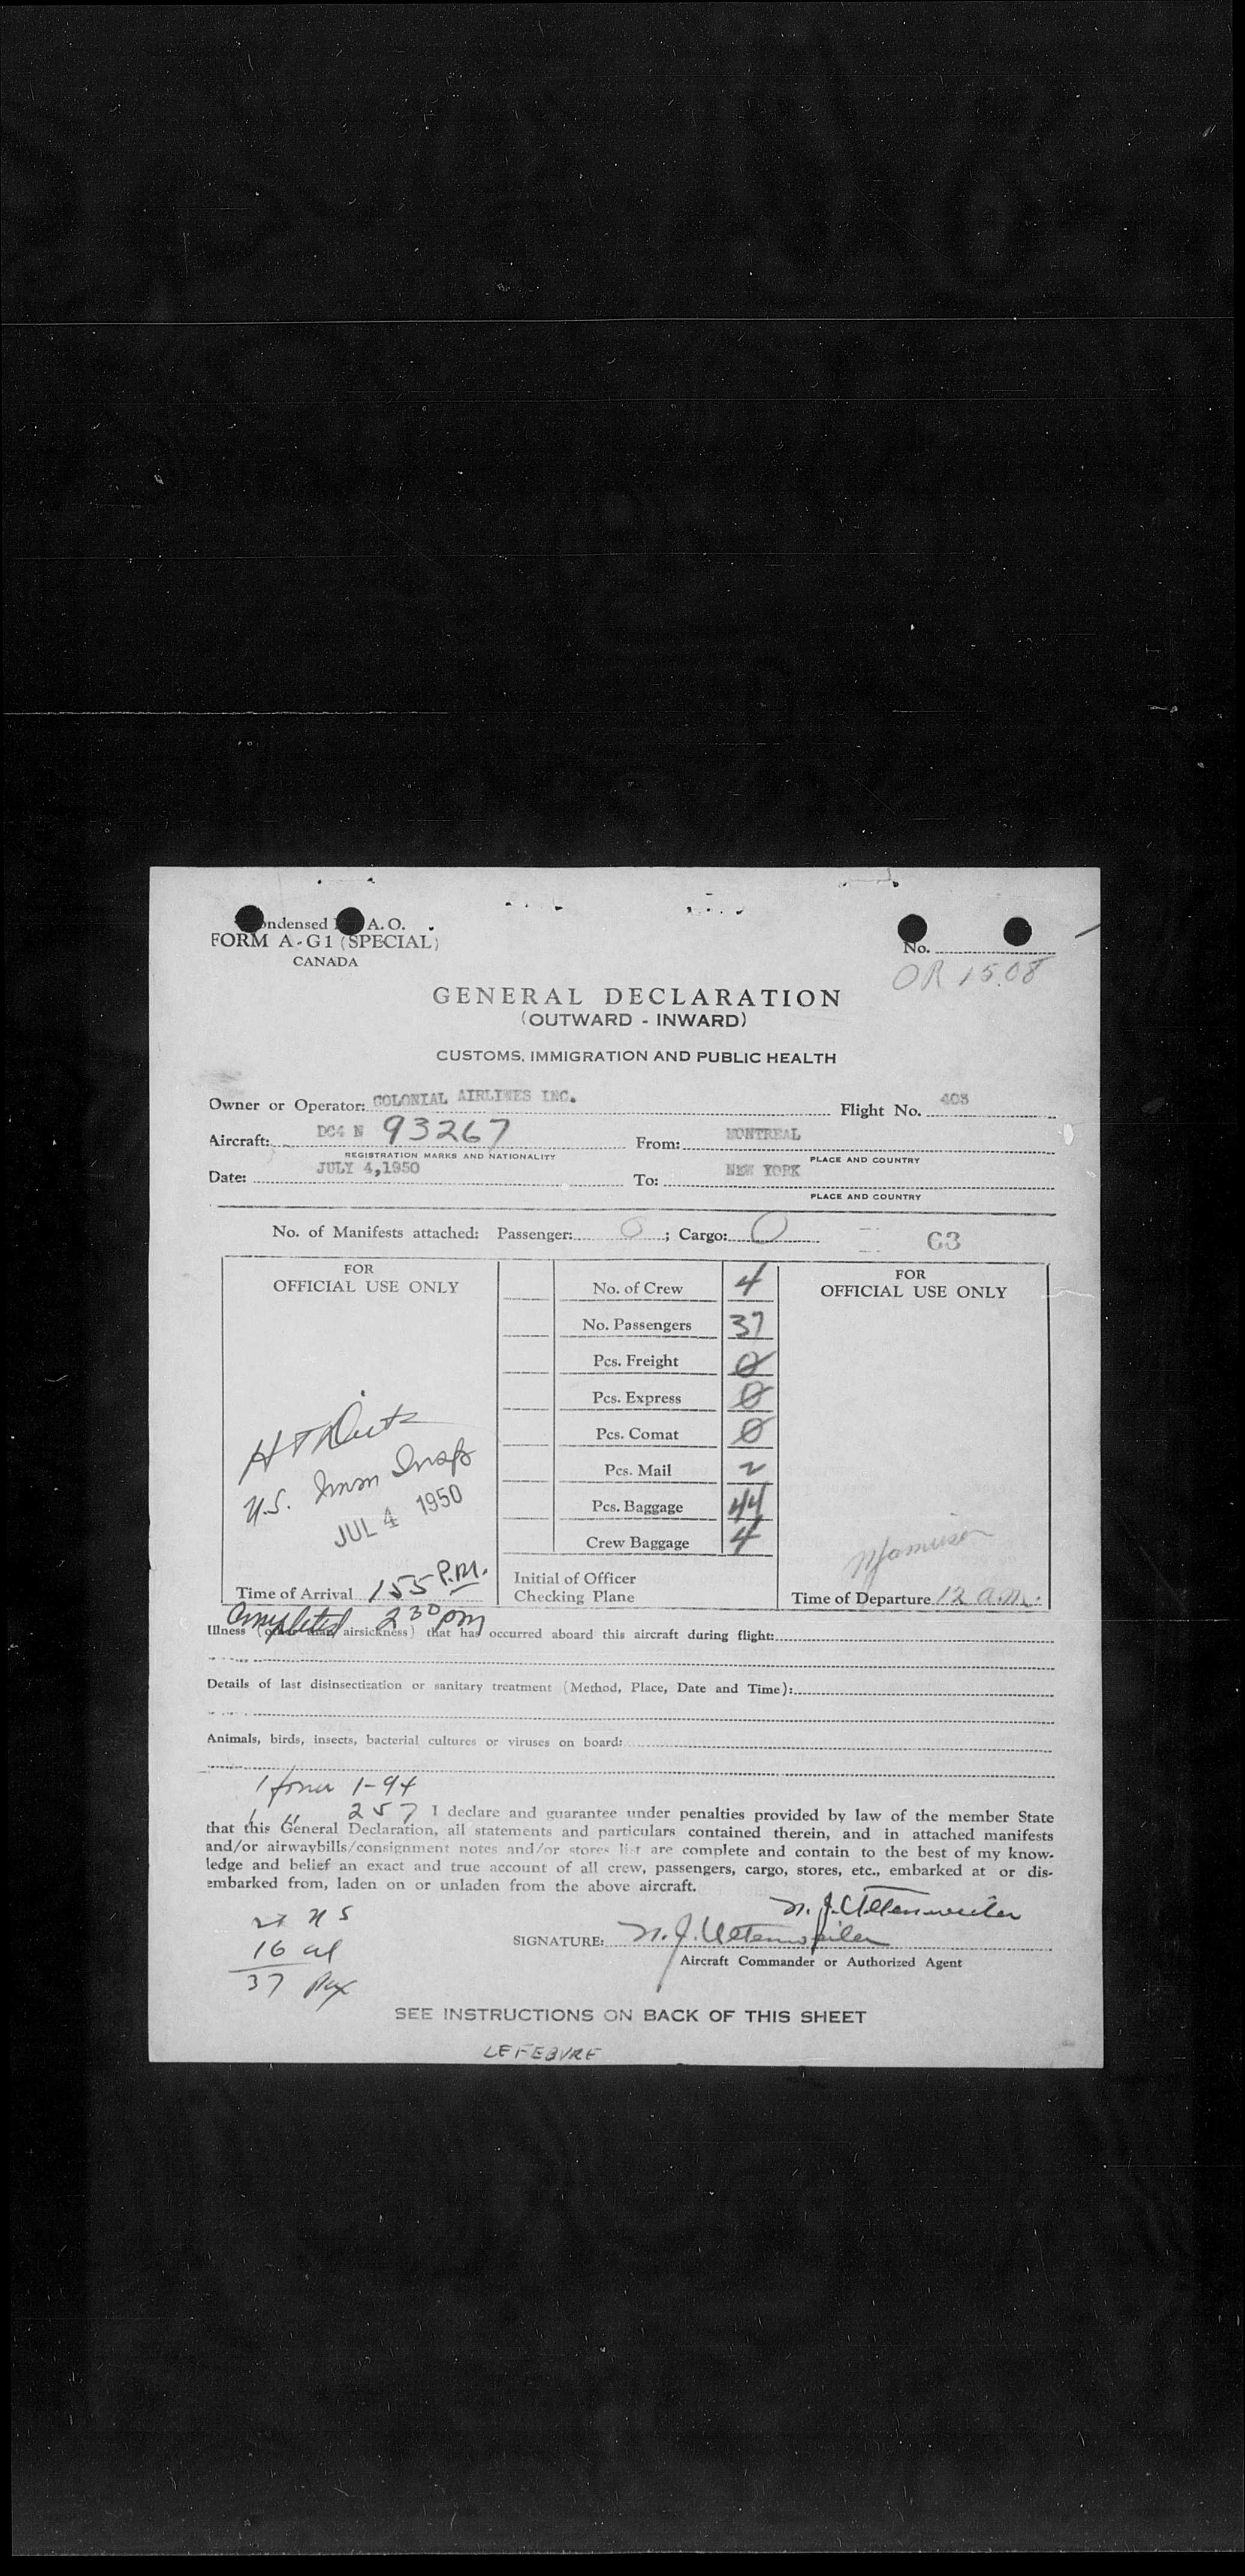 ondensed A. O.
FORM A-G1 (SPECIAL)
CANADA
No.
OR 1508
GENERAL DECLARATION
(OUTWARD - INWARD)
CUSTOMS, IMMIGRATION AND PUBLIC HEALTH
Owner or Operator: COLONIAL AIRLINES INC. Flight No. 403
Aircraft: DC4 N 93267 From: MONTREAL
REGISTRATION MARKS AND NATIONALITY PLACE AND COUNTRY
Date: JULY 4,1950 To: NEW YORK
PLACE AND COUNTRY
No. of Manifests attached: Passenger: 0 ; Cargo: 0 63
FOR
OFFICIAL USE ONLY
No. of Crew 4
No. Passengers 37
Pcs. Freight 0
Pcs. Express 0
Pcs. Comat 0
Pcs. Mail 2
Pcs. Baggage 44
Crew Baggage 4
FOR
OFFICIAL USE ONLY
U.S. Imm Insp
JUL 4 1950
Time of Arrival 155 P.M.
Initial of Officer
Checking Plane
Time of Departure 12 a.m.
Completed 230 pm
Illness airsickness) that has occurred aboard this aircraft during flight:
Details of last disinsectization or sanitary treatment (Method, Place, Date and Time):
Animals, birds, insects, bacterial cultures or viruses on board:
1 form 1-94
1 " 257
I declare and guarantee under penalties provided by law of the member State
that this General Declaration, all statements and particulars contained therein, and in attached manifests
and/or airwaybills/consignment notes and/or stores list are complete and contain to the best of my know-
ledge and belief an exact and true account of all crew, passengers, cargo, stores, etc., embarked at or dis-
embarked from, laden on or unladen from the above aircraft.
21 US
16 al
37 pax
N. J. Uttenweiler
SIGNATURE: N. J. Uttenweiler
Aircraft Commander or Authorized Agent
SEE INSTRUCTIONS ON BACK OF THIS SHEET
LEFEBVRE